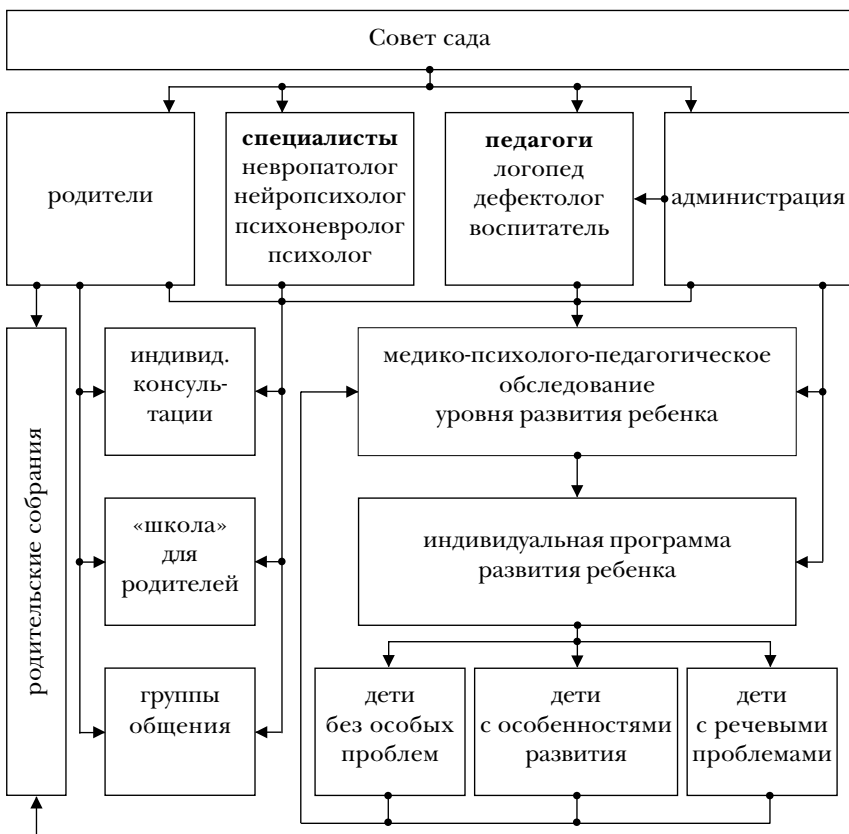 Совет сада
родители
специалисты
невропатолог
нейропсихолог
психоневролог
психолог
педагоги
логопед
дефектолог
воспитатель
администрация
родительские собрания
индивид.
консуль-
тации
медико-психолого-педагогическое
обследование
уровня развития ребенка
«школа»
для
родителей
индивидуальная программа
развития ребенка
группы
общения
дети
без особых
проблем
дети
с особенностями
развития
дети
с речевыми
проблемами